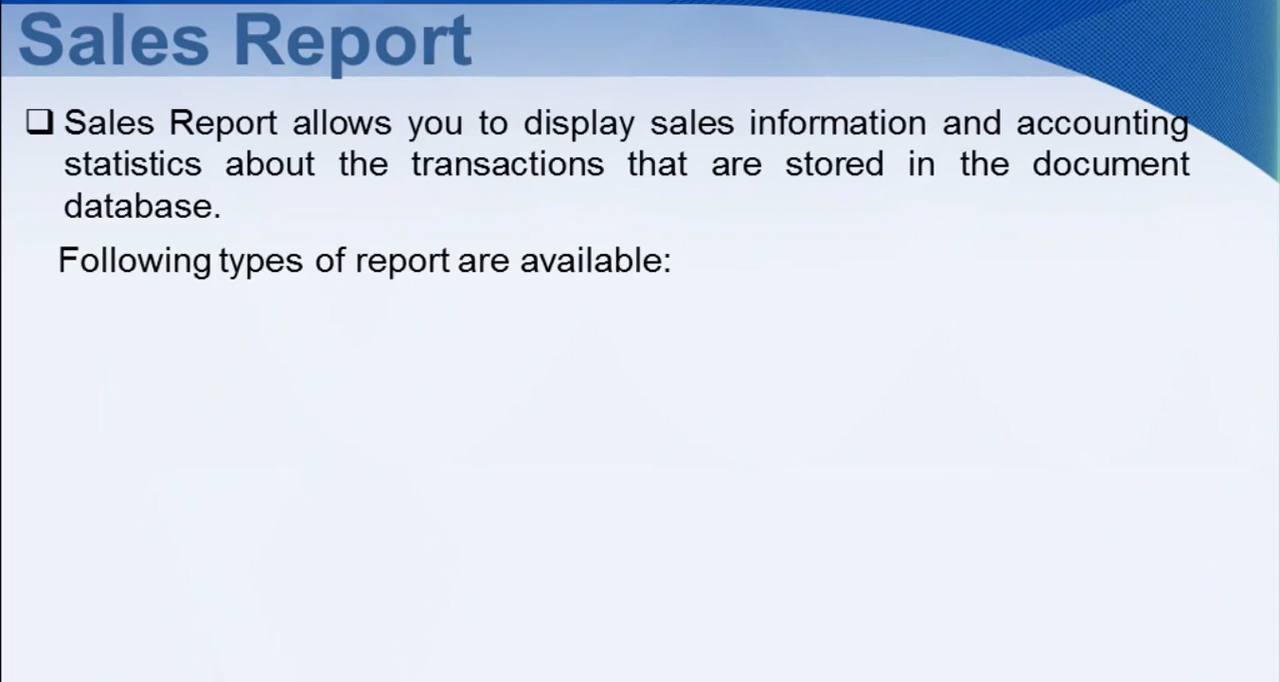 Sales Report
❑ Sales Report allows you to display sales information and accounting
statistics about the transactions that are stored in the document
database.
Following types of report are available: